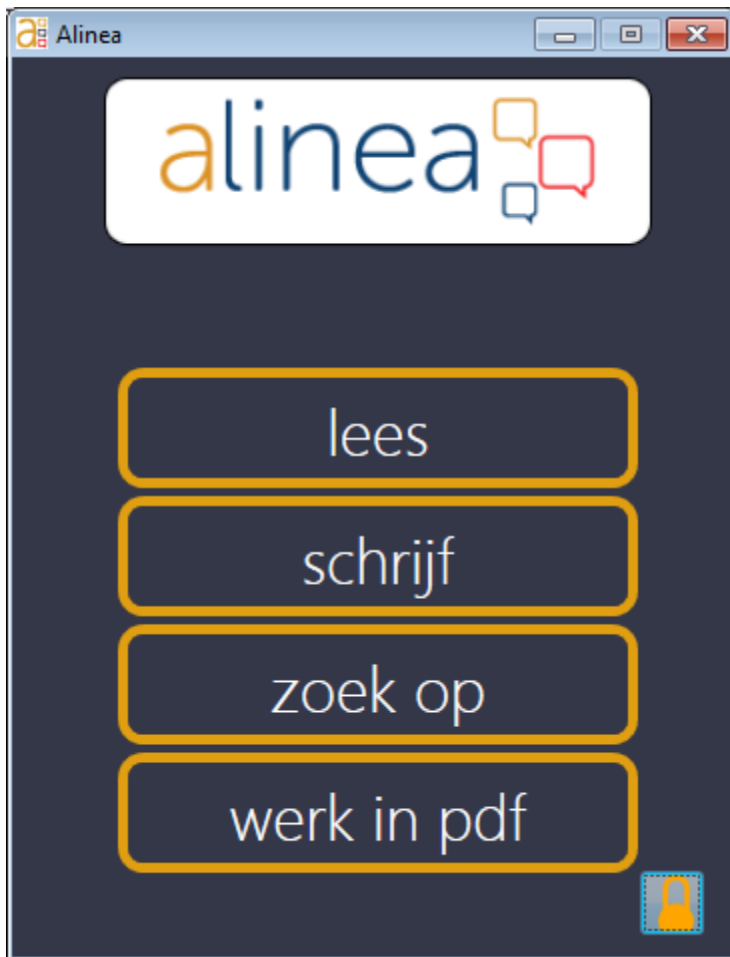 Alinea
alinea
lees
schrijf
zoek op
werk in pdf